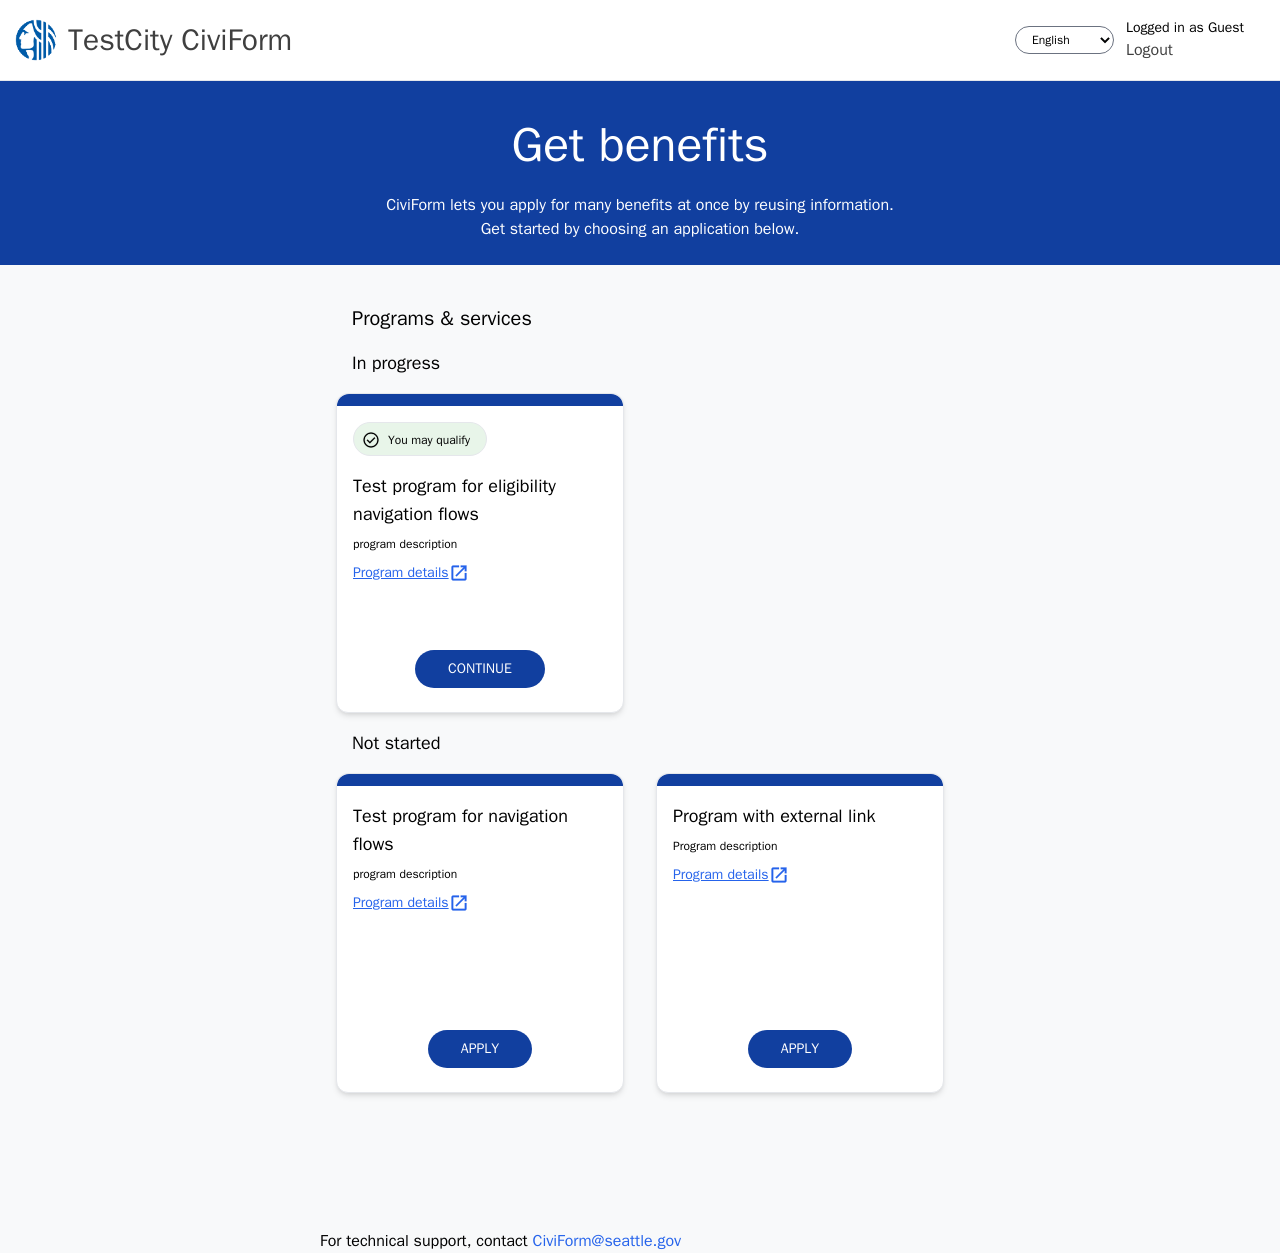 TestCity CiviForm
English
Logged in as Guest
Logout
Get benefits
CiviForm lets you apply for many benefits at once by reusing information.
Get started by choosing an application below.
Programs & services
In progress
You may qualify
Test program for eligibility
navigation flows
program description
Program details
CONTINUE
Not started
Test program for navigation
flows
program description
Program details
APPLY
Program with external link
Program description
Program details
APPLY
For technical support, contact CiviForm@seattle.gov